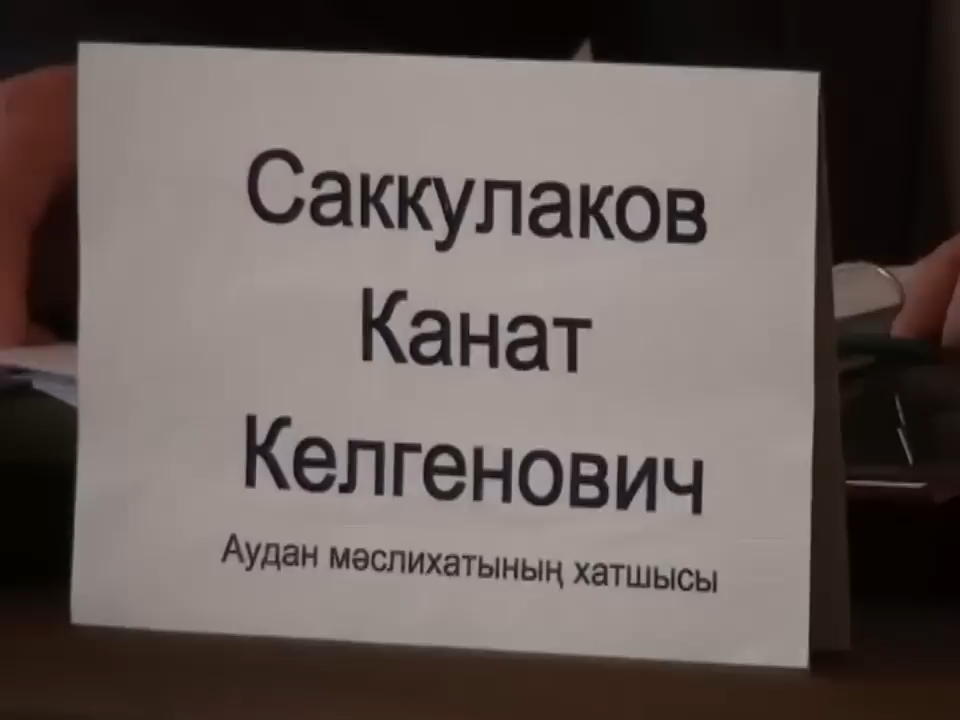 Саккулаков
Канат
Келгенович
Аудан мәслихатының хатшысы